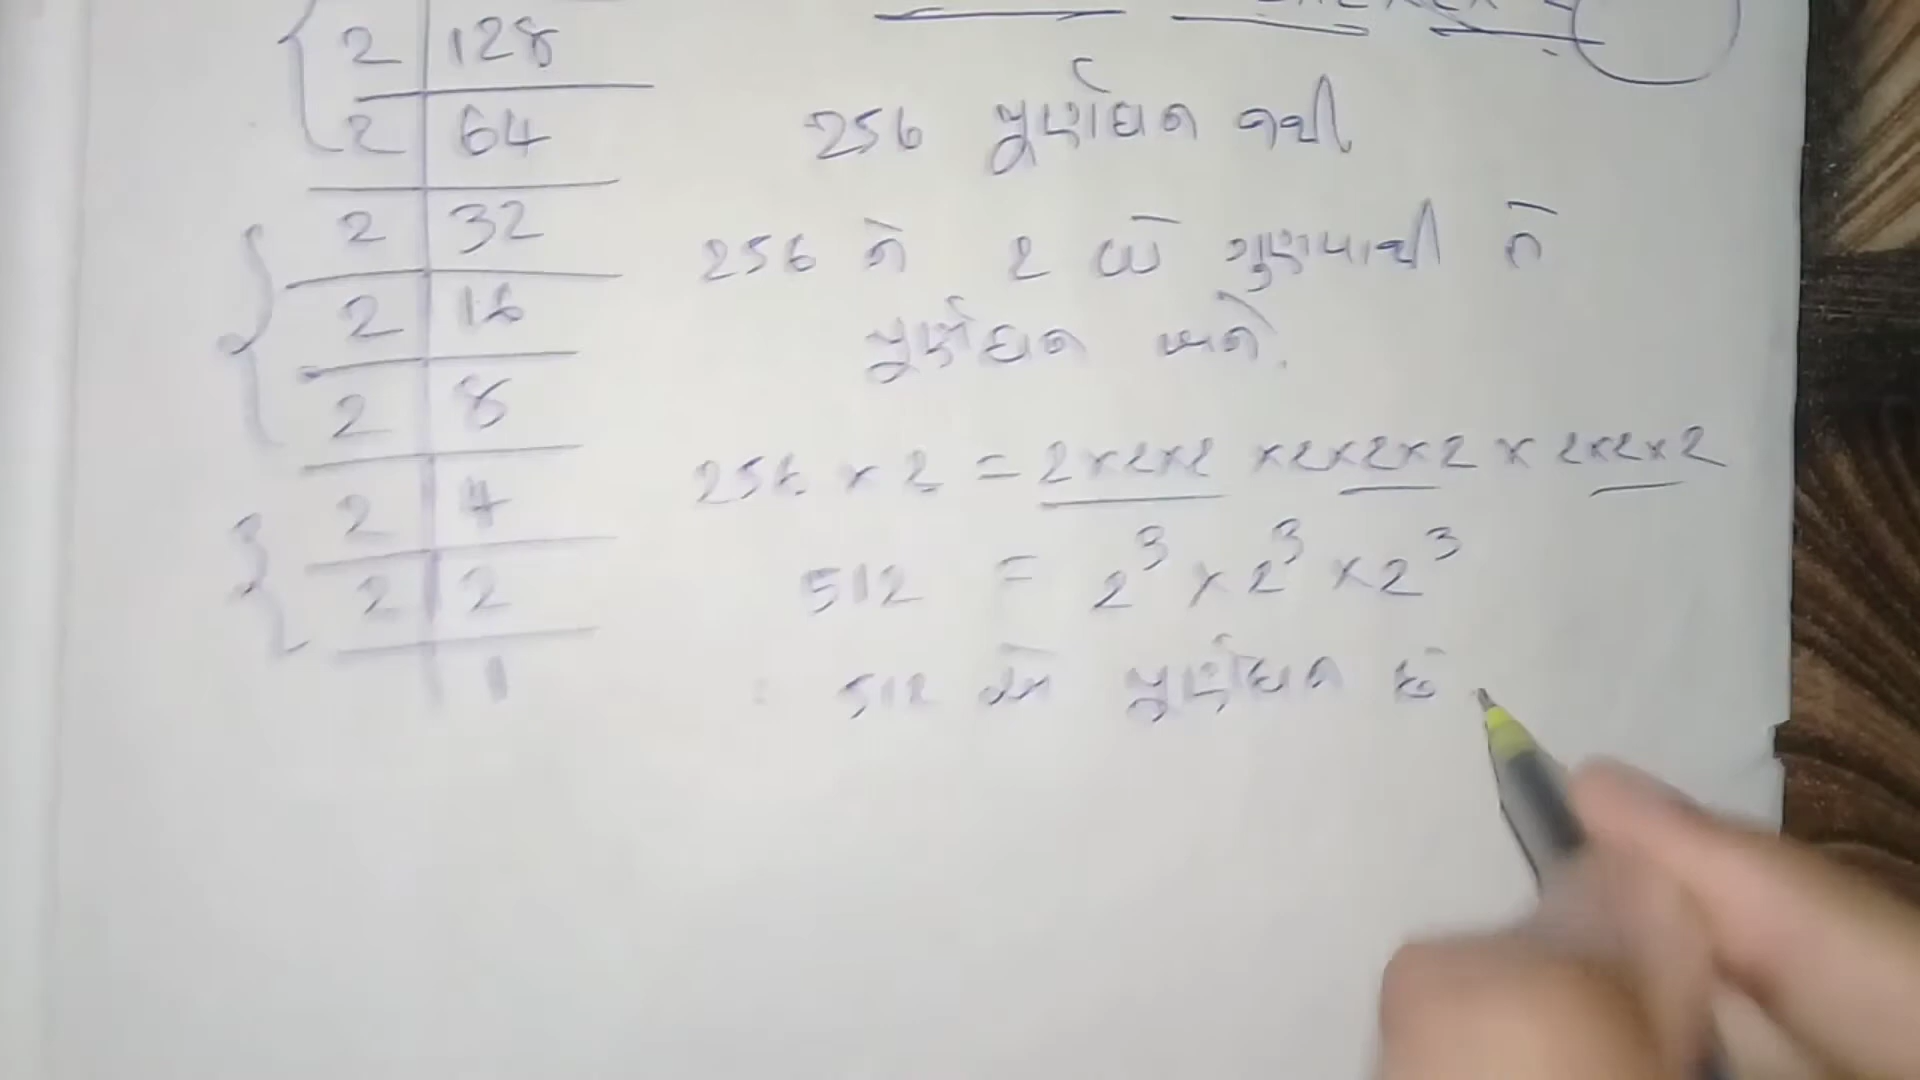 2 128
2 64
2 32
2 16
2 8
2 4
2 2
1
256 પૂર્ણઘન નથી
256 ને 2 વડે ગુણવાથી તે
પૂર્ણઘન બને.
256 × 2 = 2×2×2 ×2×2×2 × 2×2×2
512 = 2³ × 2³ × 2³
512 એ પૂર્ણઘન છે